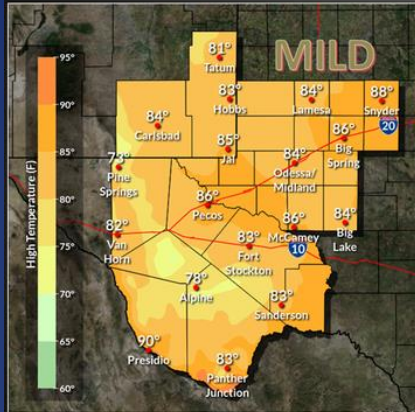 MILD
81°
Tatum
83°
Hobbs
84°
Lamesa
88°
Snyder
84°
Carlsbad
20
85°
Jal
86°
Big
Spring
73°
Pine
Springs
84°
Odessa/
Midland
86°
Pecos
82°
Van
Horn
86°
McCamey
84°
Big
Lake
83°
Fort
Stockton
10
78°
Alpine
83°
Sanderson
90°
Presidio
83°
Panther
Junction
High Temperature (F)
95°
90°
85°
80°
75°
70°
65°
60°